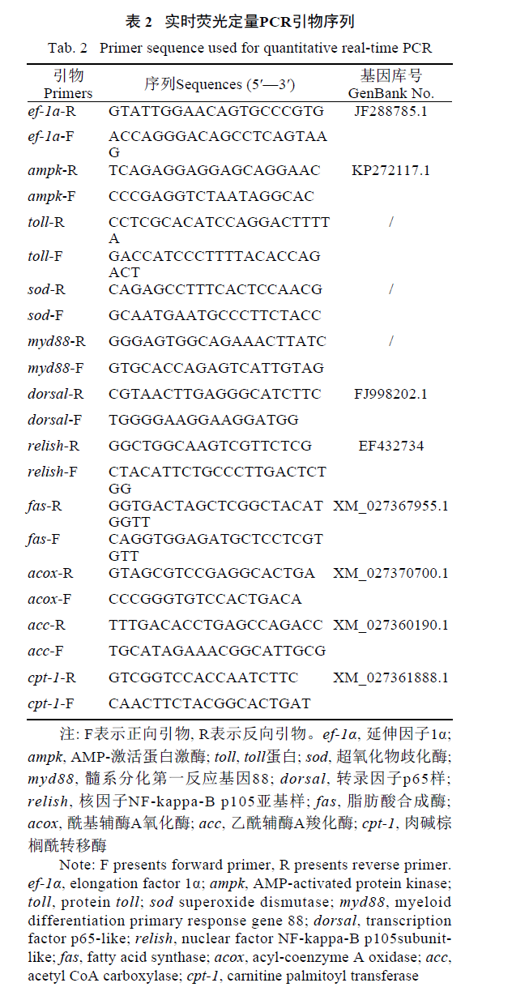 表 2 实时荧光定量PCR引物序列
Tab. 2 Primer sequence used for quantitative real-time PCR
引物 Primers 序列Sequences (5′—3′) 基因库号 GenBank No.
ef-1a-R GTATTGGAACAGTGCCCGTG JF288785.1
ef-1a-F ACCAGGGACAGCCTCAGTAA
G
ampk-R TCAGAGGAGGAGCAGGAAC KP272117.1
ampk-F CCCGAGGTCTAATAGGCAC
toll-R CCTCGCACATCCAGGACTTTT /
A
toll-F GACCATCCCTTTTACACCAG
ACT
sod-R CAGAGCCTTTCACTCCAACG /
sod-F GCAATGAATGCCCTTCTACC
myd88-R GGGAGTGGCAGAAACTTATC /
myd88-F GTGCACCAGAGTCATTGTAG
dorsal-R CGTAACTTGAGGGCATCTTC FJ998202.1
dorsal-F TGGGGAAGGAAGGATGG
relish-R GGCTGGCAAGTCGTTCTCG EF432734
relish-F CTACATTCTGCCCTTGACTCT
GG
fas-R GGTGACTAGCTCGGCTACAT XM_027367955.1
GGTT
fas-F CAGGTGGAGATGCTCCTCGT
GTT
acox-R GTAGCGTCCGAGGCACTGA XM_027370700.1
acox-F CCCGGGTGTCCACTGACA
acc-R TTTGACACCTGAGCCAGACC XM_027360190.1
acc-F TGCATAGAAACGGCATTGCG
cpt-1-R GTCGGTCCACCAATCTTC XM_027361888.1
cpt-1-F CAACTTCTACGGCACTGAT
注: F表示正向引物, R表示反向引物。ef-1α, 延伸因子1α;
ampk, AMP-激活蛋白激酶; toll, toll蛋白; sod, 超氧化物歧化酶;
myd88, 髓系分化第一反应基因88; dorsal, 转录因子p65样;
relish, 核因子NF-kappa-B p105亚基样; fas, 脂肪酸合成酶;
acox, 酰基辅酶A氧化酶; acc, 乙酰辅酶A羧化酶; cpt-1, 肉碱棕
榈酰转移酶
Note: F presents forward primer, R presents reverse primer.
ef-1α, elongation factor 1α; ampk, AMP-activated protein kinase;
toll, protein toll; sod superoxide dismutase; myd88, myeloid
differentiation primary response gene 88; dorsal, transcription
factor p65-like; relish, nuclear factor NF-kappa-B p105subunit-
like; fas, fatty acid synthase; acox, acyl-coenzyme A oxidase; acc,
acetyl CoA carboxylase; cpt-1, carnitine palmitoyl transferase